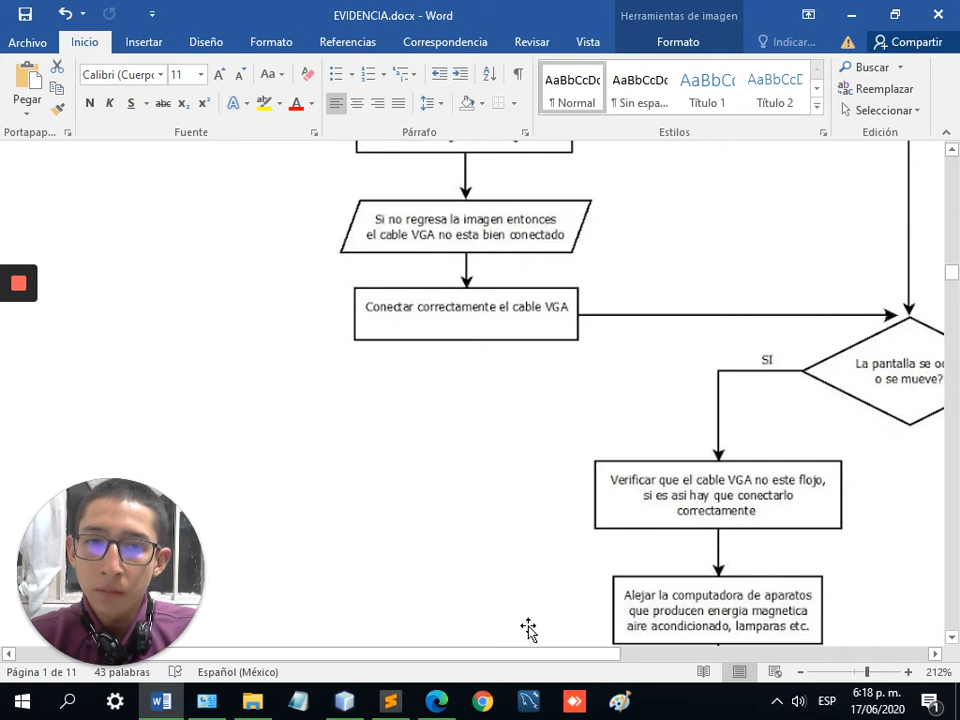 EVIDENCIA.docx - Word
Herramientas de imagen
Archivo Inicio Insertar Diseño Formato Referencias Correspondencia Revisar Vista Formato Indicar... Compartir
Pegar
Calibri (Cuerpo 11
N K S abc x₂ x²
Aa
A
AaBbCcDc AaBbCcDc AaBbCc AaBbCcD
¶ Normal ¶ Sin espa... Título 1 Título 2
Buscar
Reemplazar
Seleccionar
Portapap... Fuente Párrafo Estilos Edición
Si no regresa la imagen entonces
el cable VGA no esta bien conectado
Conectar correctamente el cable VGA
SI
La pantalla se
o se mueve?
Verificar que el cable VGA no este flojo,
si es asi hay que conectarlo
correctamente
Alejar la computadora de aparatos
que producen energia magnetica
aire acondicionado, lamparas etc.
Página 1 de 11 43 palabras Español (México) 212%
ESP
6:18 p. m.
17/06/2020
1